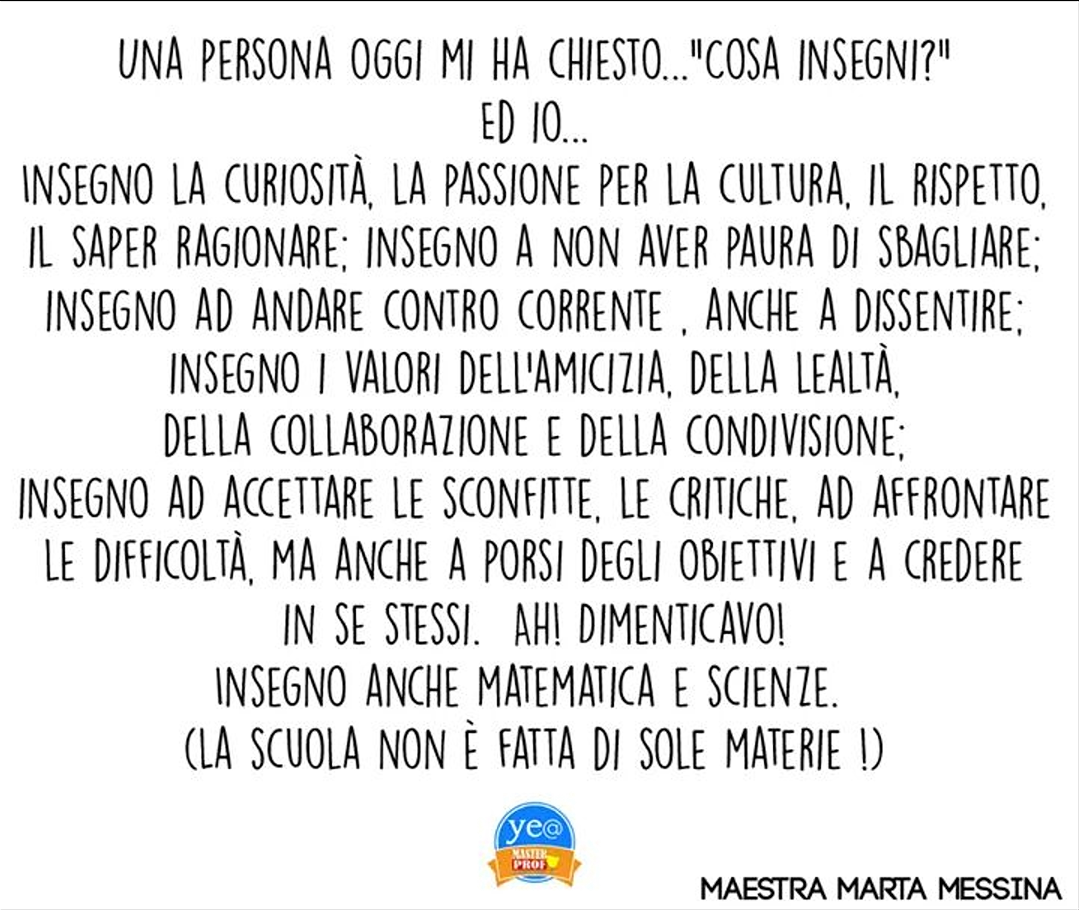 UNA PERSONA OGGI MI HA CHIESTO..."COSA INSEGNI?"
ED IO...
INSEGNO LA CURIOSITÀ, LA PASSIONE PER LA CULTURA, IL RISPETTO,
IL SAPER RAGIONARE; INSEGNO A NON AVER PAURA DI SBAGLIARE;
INSEGNO AD ANDARE CONTRO CORRENTE , ANCHE A DISSENTIRE;
INSEGNO I VALORI DELL'AMICIZIA, DELLA LEALTÀ,
DELLA COLLABORAZIONE E DELLA CONDIVISIONE;
INSEGNO AD ACCETTARE LE SCONFITTE, LE CRITICHE, AD AFFRONTARE
LE DIFFICOLTÀ, MA ANCHE A PORSI DEGLI OBIETTIVI E A CREDERE
IN SE STESSI. AH! DIMENTICAVO!
INSEGNO ANCHE MATEMATICA E SCIENZE.
(LA SCUOLA NON È FATTA DI SOLE MATERIE !)
ye@
MASTER
PROF
MAESTRA MARTA MESSINA